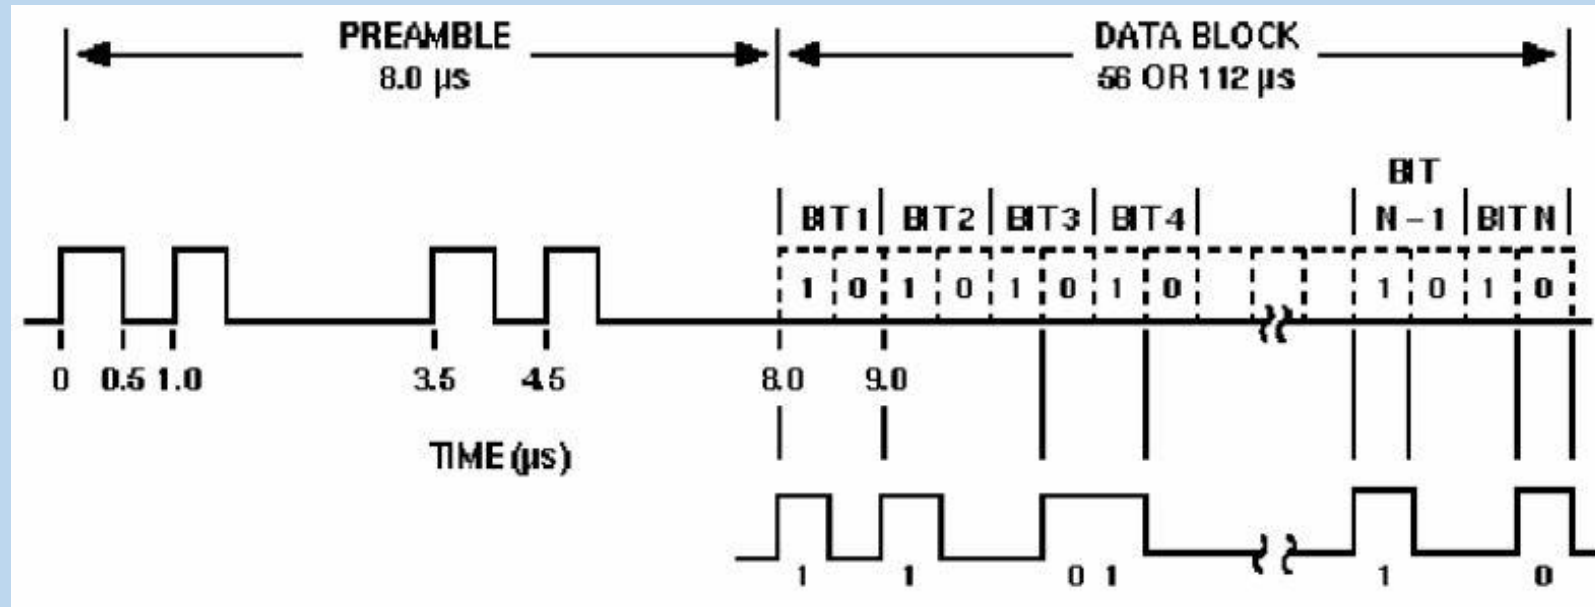 PREAMBLE
8.0 µs
DATA BLOCK
56 OR 112 µs
BIT
BIT 1 BIT 2 BIT 3 BIT 4 N – 1 BIT N
1 0 1 0 1 0 1 0 1 0 1 0
0 0.5 1.0 3.5 4.5 8.0 9.0
TIME (µs)
1 1 0 1 1 0